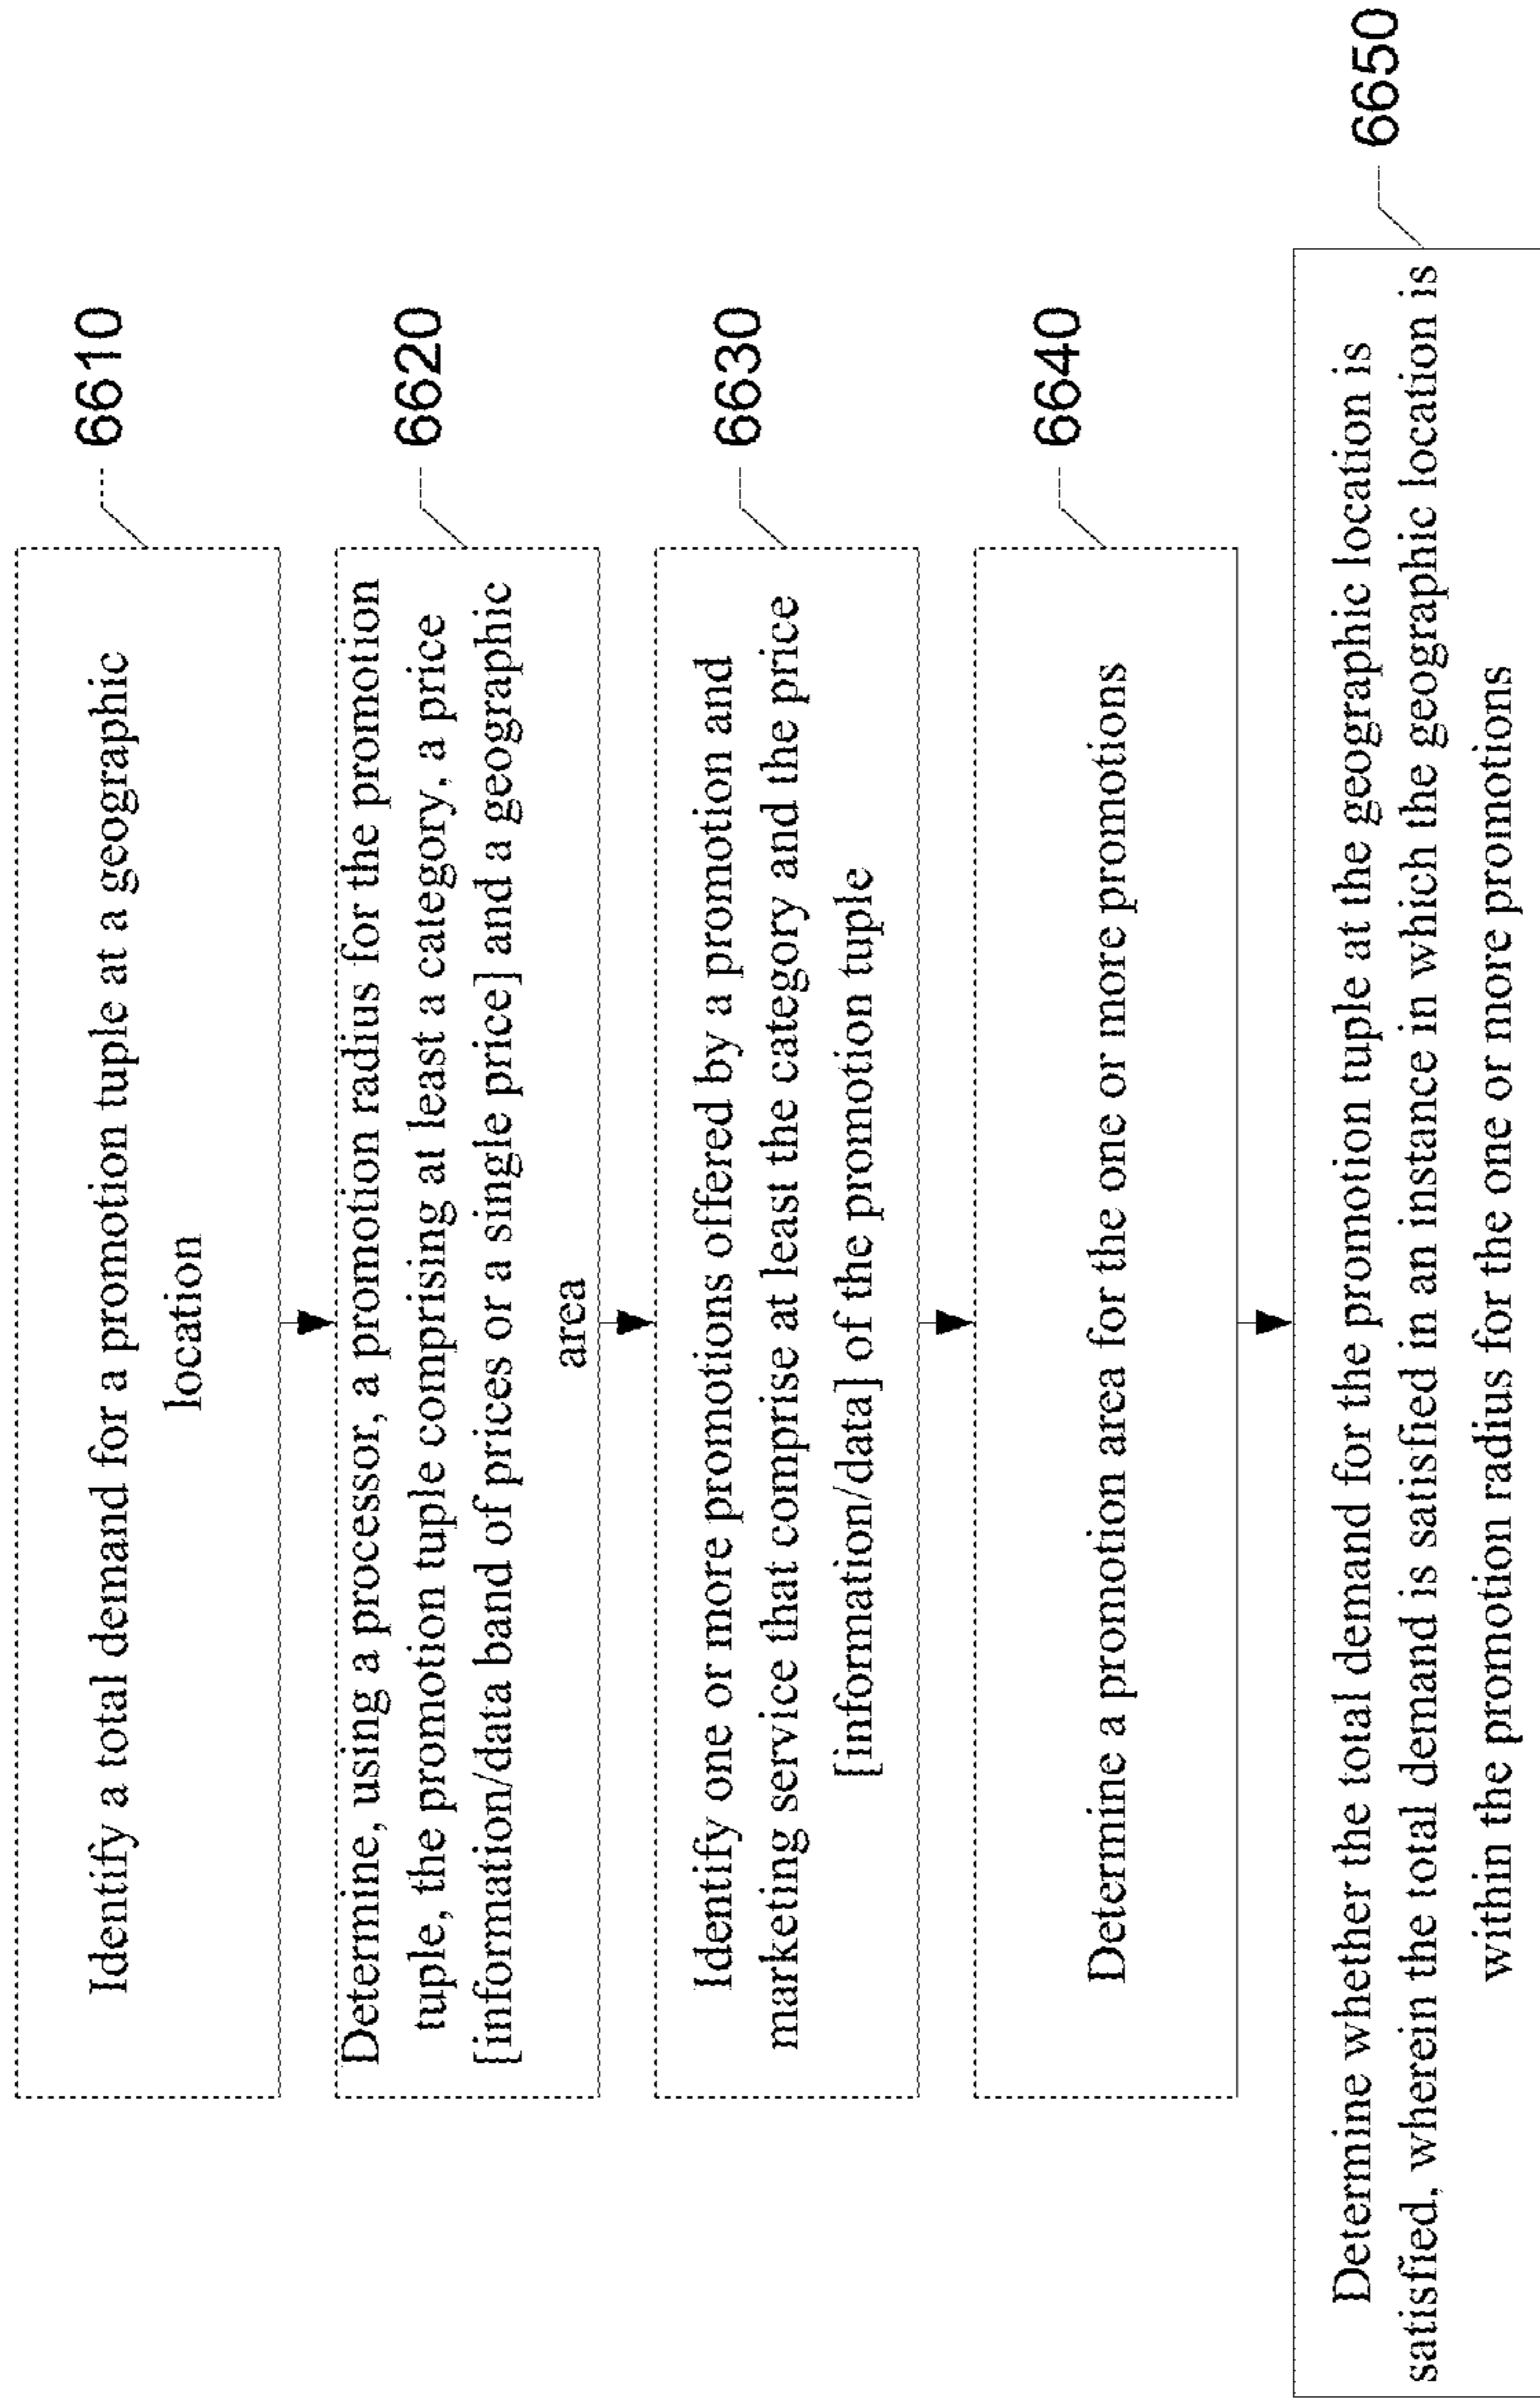 6610
Identify a total demand for a promotion tuple at a geographic
location
6620
Determine, using a processor, a promotion radius for the promotion
tuple, the promotion tuple comprising at least a category, a price
[information/data band of prices or a single price] and a geographic
area
6630
Identify one or more promotions offered by a promotion and
marketing service that comprise at least the category and the price
[information/data] of the promotion tuple
6640
Determine a promotion area for the one or more promotions
6650
Determine whether the total demand for the promotion tuple at the geographic location is
satisfied, wherein the total demand is satisfied in an instance in which the geographic location is
within the promotion radius for the one or more promotions